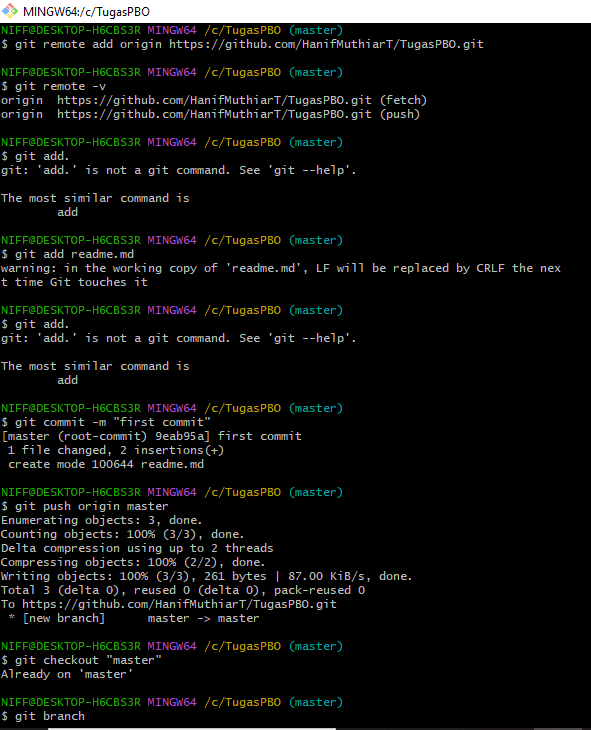 MINGW64:/c/TugasPBO
NIFF@DESKTOP-H6CBS3R MINGW64 /c/TugasPBO (master)
$ git remote add origin https://github.com/HanifMuthiarT/TugasPBO.git
NIFF@DESKTOP-H6CBS3R MINGW64 /c/TugasPBO (master)
$ git remote -v
origin  https://github.com/HanifMuthiarT/TugasPBO.git (fetch)
origin  https://github.com/HanifMuthiarT/TugasPBO.git (push)
NIFF@DESKTOP-H6CBS3R MINGW64 /c/TugasPBO (master)
$ git add.
git: 'add.' is not a git command. See 'git --help'.
The most similar command is
        add
NIFF@DESKTOP-H6CBS3R MINGW64 /c/TugasPBO (master)
$ git add readme.md
warning: in the working copy of 'readme.md', LF will be replaced by CRLF the nex
t time Git touches it
NIFF@DESKTOP-H6CBS3R MINGW64 /c/TugasPBO (master)
$ git add.
git: 'add.' is not a git command. See 'git --help'.
The most similar command is
        add
NIFF@DESKTOP-H6CBS3R MINGW64 /c/TugasPBO (master)
$ git commit -m "first commit"
[master (root-commit) 9eab95a] first commit
 1 file changed, 2 insertions(+)
 create mode 100644 readme.md
NIFF@DESKTOP-H6CBS3R MINGW64 /c/TugasPBO (master)
$ git push origin master
Enumerating objects: 3, done.
Counting objects: 100% (3/3), done.
Delta compression using up to 2 threads
Compressing objects: 100% (2/2), done.
Writing objects: 100% (3/3), 261 bytes | 87.00 KiB/s, done.
Total 3 (delta 0), reused 0 (delta 0), pack-reused 0
To https://github.com/HanifMuthiarT/TugasPBO.git
 * [new branch]      master -> master
NIFF@DESKTOP-H6CBS3R MINGW64 /c/TugasPBO (master)
$ git checkout "master"
Already on 'master'
NIFF@DESKTOP-H6CBS3R MINGW64 /c/TugasPBO (master)
$ git branch